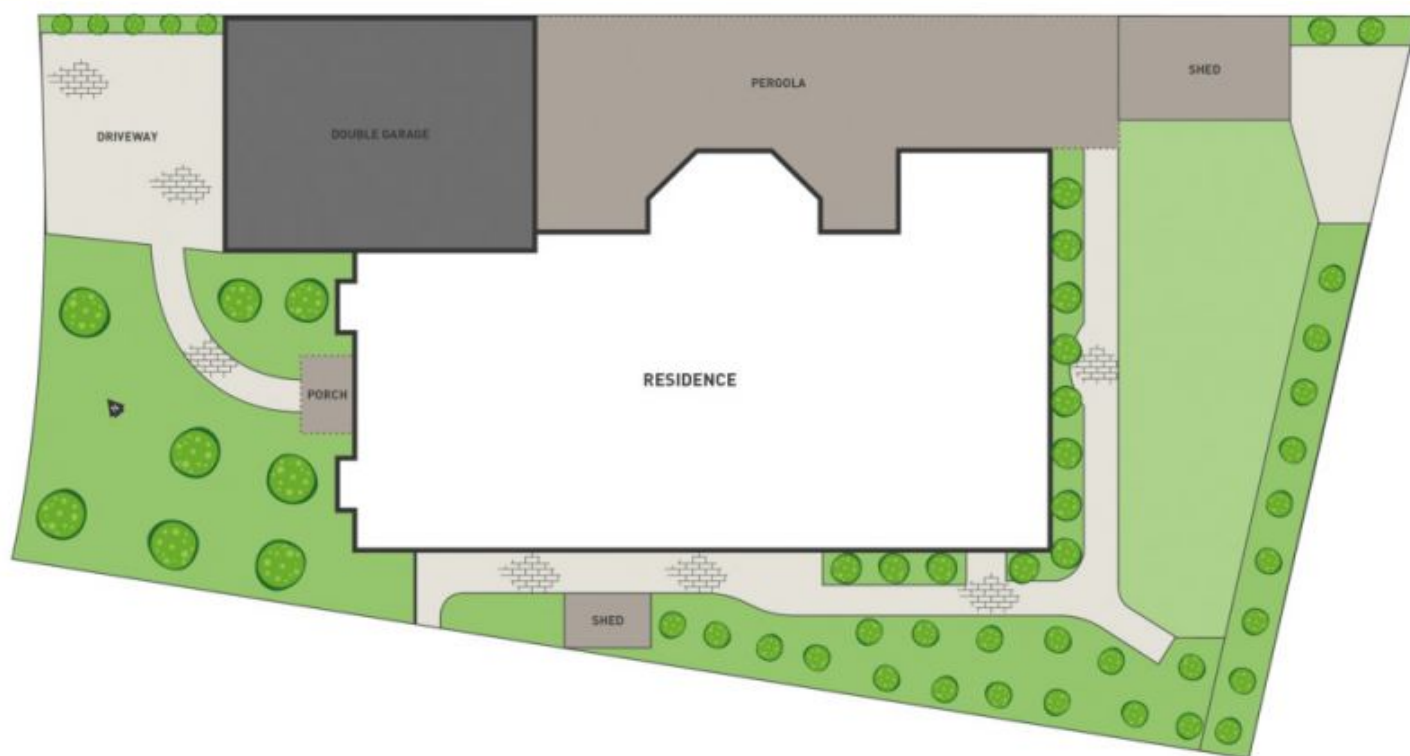 SHED
PERGOLA
DOUBLE GARAGE
DRIVEWAY
RESIDENCE
PORCH
SHED